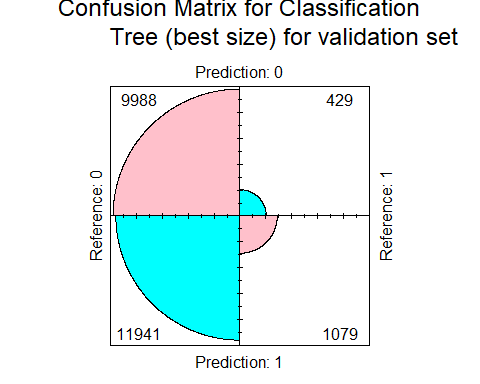 Confusion Matrix for Classification
Tree (best size) for validation set
Prediction: 0
9988
429
Reference: 0
Reference: 1
11941
1079
Prediction: 1